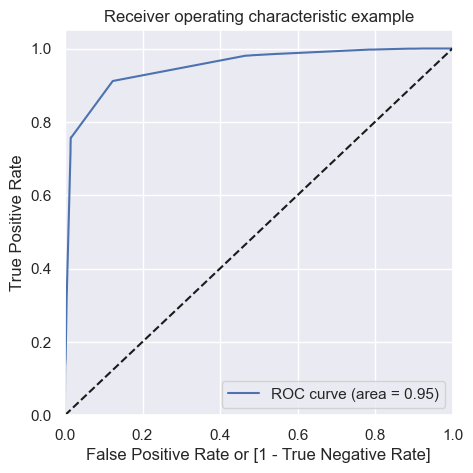 Receiver operating characteristic example
True Positive Rate
1.0
0.8
0.6
0.4
0.2
0.0
ROC curve (area = 0.95)
0.0 0.2 0.4 0.6 0.8 1.0
False Positive Rate or [1 - True Negative Rate]